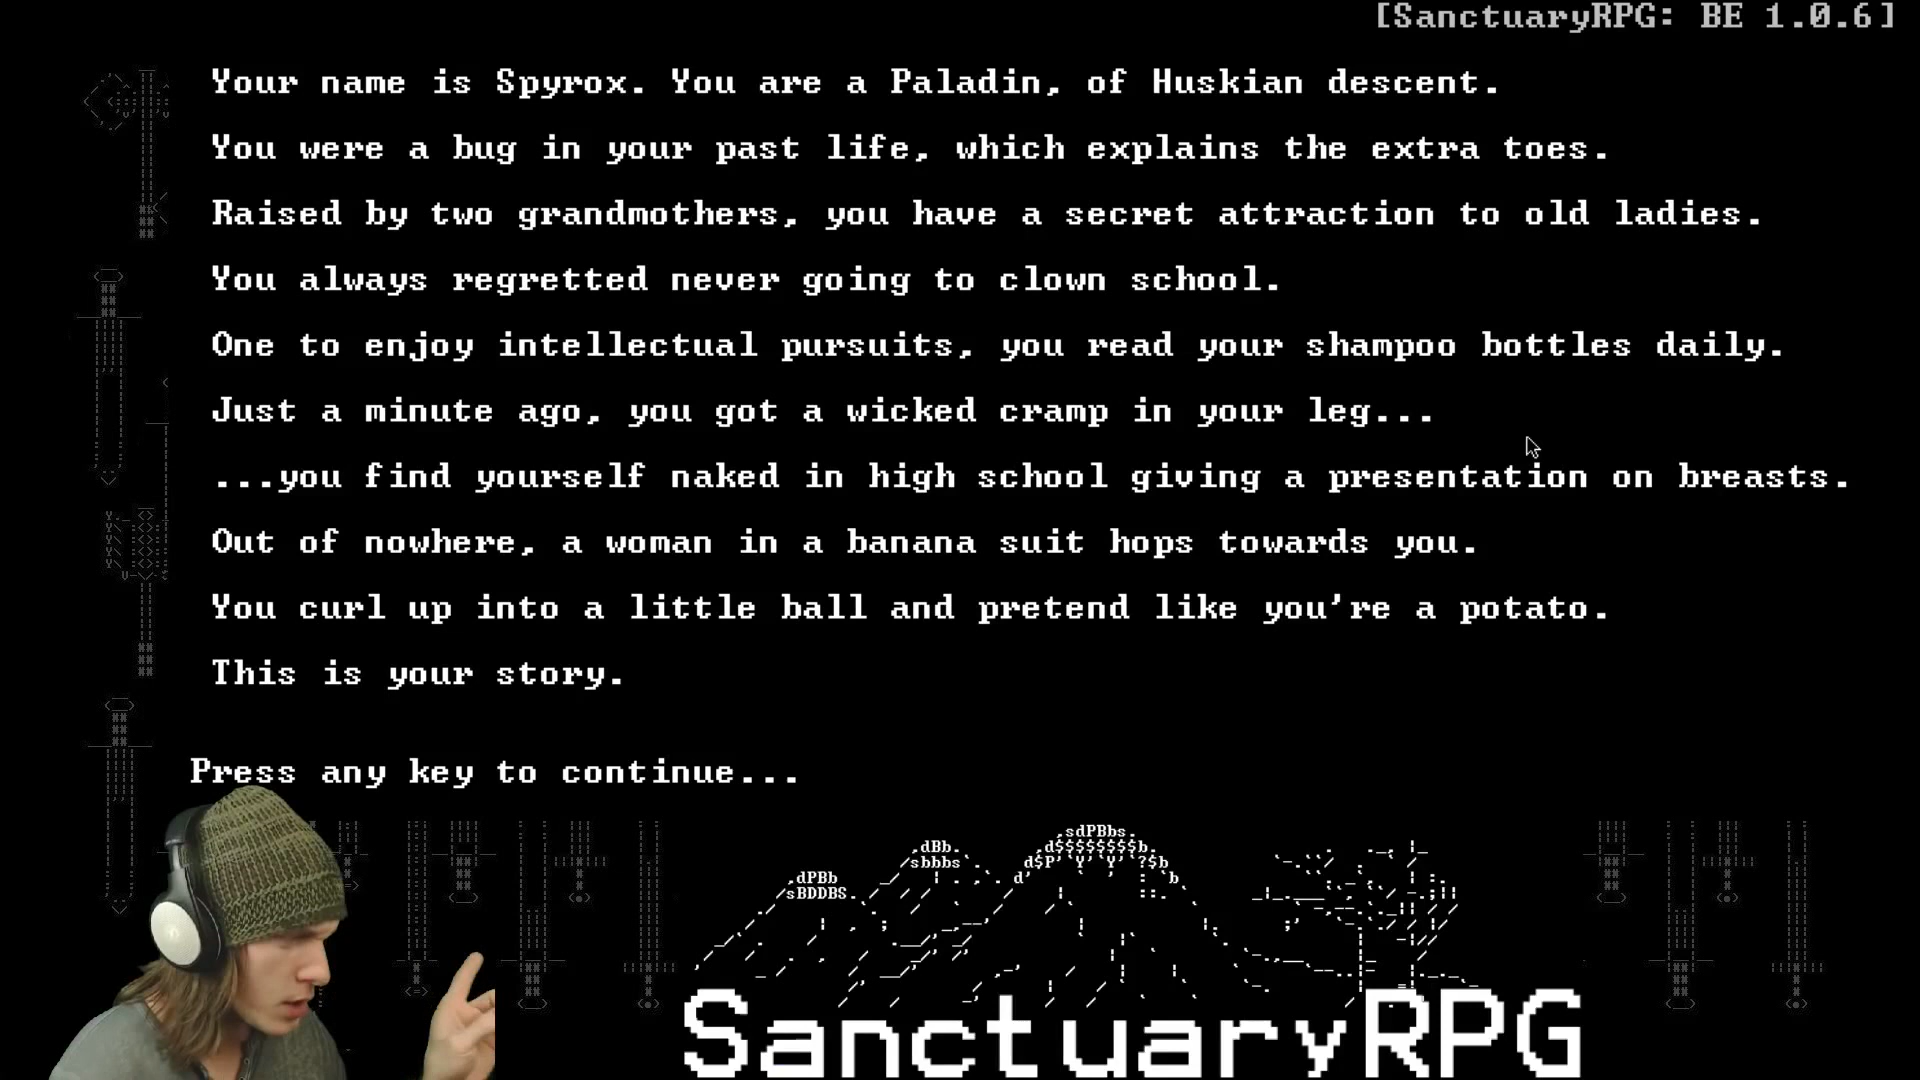 [SanctuaryRPG: BE 1.0.6]
Your name is Spyrox. You are a Paladin, of Huskian descent.
You were a bug in your past life, which explains the extra toes.
Raised by two grandmothers, you have a secret attraction to old ladies.
You always regretted never going to clown school.
One to enjoy intellectual pursuits, you read your shampoo bottles daily.
Just a minute ago, you got a wicked cramp in your leg...
...you find yourself naked in high school giving a presentation on breasts.
Out of nowhere, a woman in a banana suit hops towards you.
You curl up into a little ball and pretend like you're a potato.
This is your story.
Press any key to continue...
SanctuaryRPG